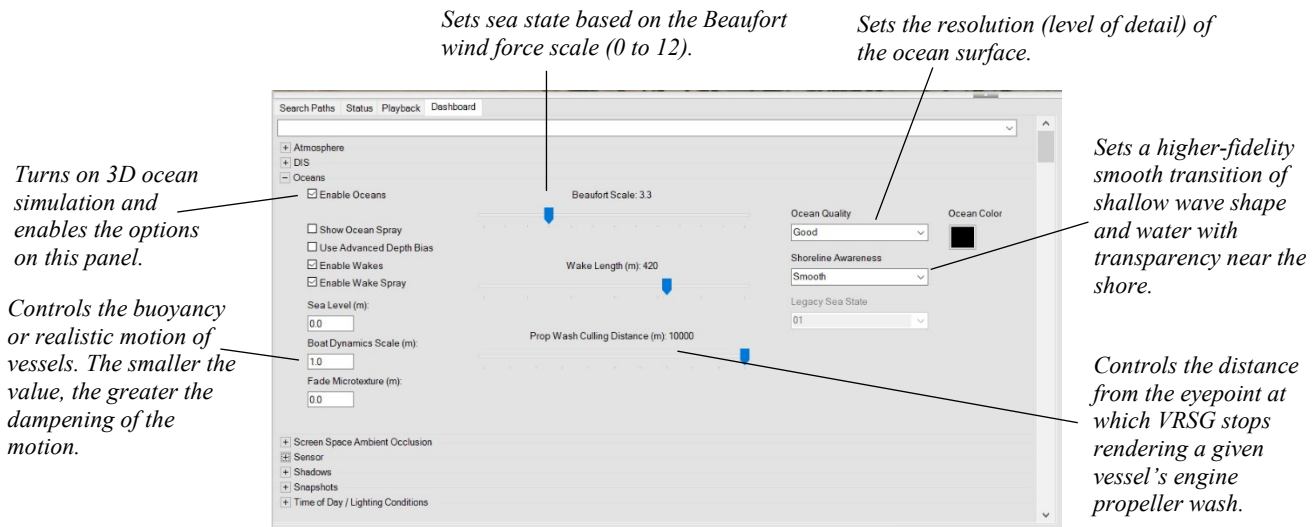 Sets sea state based on the Beaufort
wind force scale (0 to 12).
Sets the resolution (level of detail) of
the ocean surface.
Turns on 3D ocean
simulation and
enables the options
on this panel.
Controls the buoyancy
or realistic motion of
vessels. The smaller the
value, the greater the
dampening of the
motion.
Search Paths Status Playback Dashboard
Atmosphere
DIS
Oceans
Enable Oceans
Show Ocean Spray
Use Advanced Depth Bias
Enable Wakes
Enable Wake Spray
Sea Level (m):
0.0
Boat Dynamics Scale (m):
1.0
Fade Microtexture (m):
0.0
Beaufort Scale: 3.3
Wake Length (m): 420
Prop Wash Culling Distance (m): 10000
Ocean Quality
Good
Ocean Color
Shoreline Awareness
Smooth
Legacy Sea State
01
Screen Space Ambient Occlusion
Sensor
Shadows
Snapshots
Time of Day / Lighting Conditions
Sets a higher-fidelity
smooth transition of
shallow wave shape
and water with
transparency near the
shore.
Controls the distance
from the eyepoint at
which VRSG stops
rendering a given
vessel’s engine
propeller wash.